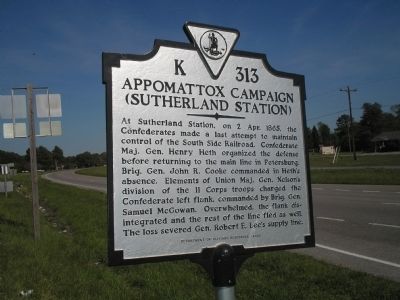 K 313
APPOMATTOX CAMPAIGN
(SUTHERLAND STATION)
At Sutherland Station, on 2 Apr. 1865, the
Confederates made a last attempt to maintain
control of the South Side Railroad. Confederate
Maj. Gen. Henry Heth organized the defense
before returning to the main line in Petersburg.
Brig. Gen. John R. Cooke commanded in Heth's
absence. Elements of Union Maj. Gen. Nelson's
division of the II Corps troops charged the
Confederate left flank, commanded by Brig. Gen.
Samuel McGowan. Overwhelmed, the flank dis-
integrated and the rest of the line fled as well.
The loss severed Gen. Robert E. Lee's supply line.
DEPARTMENT OF HISTORIC RESOURCES,